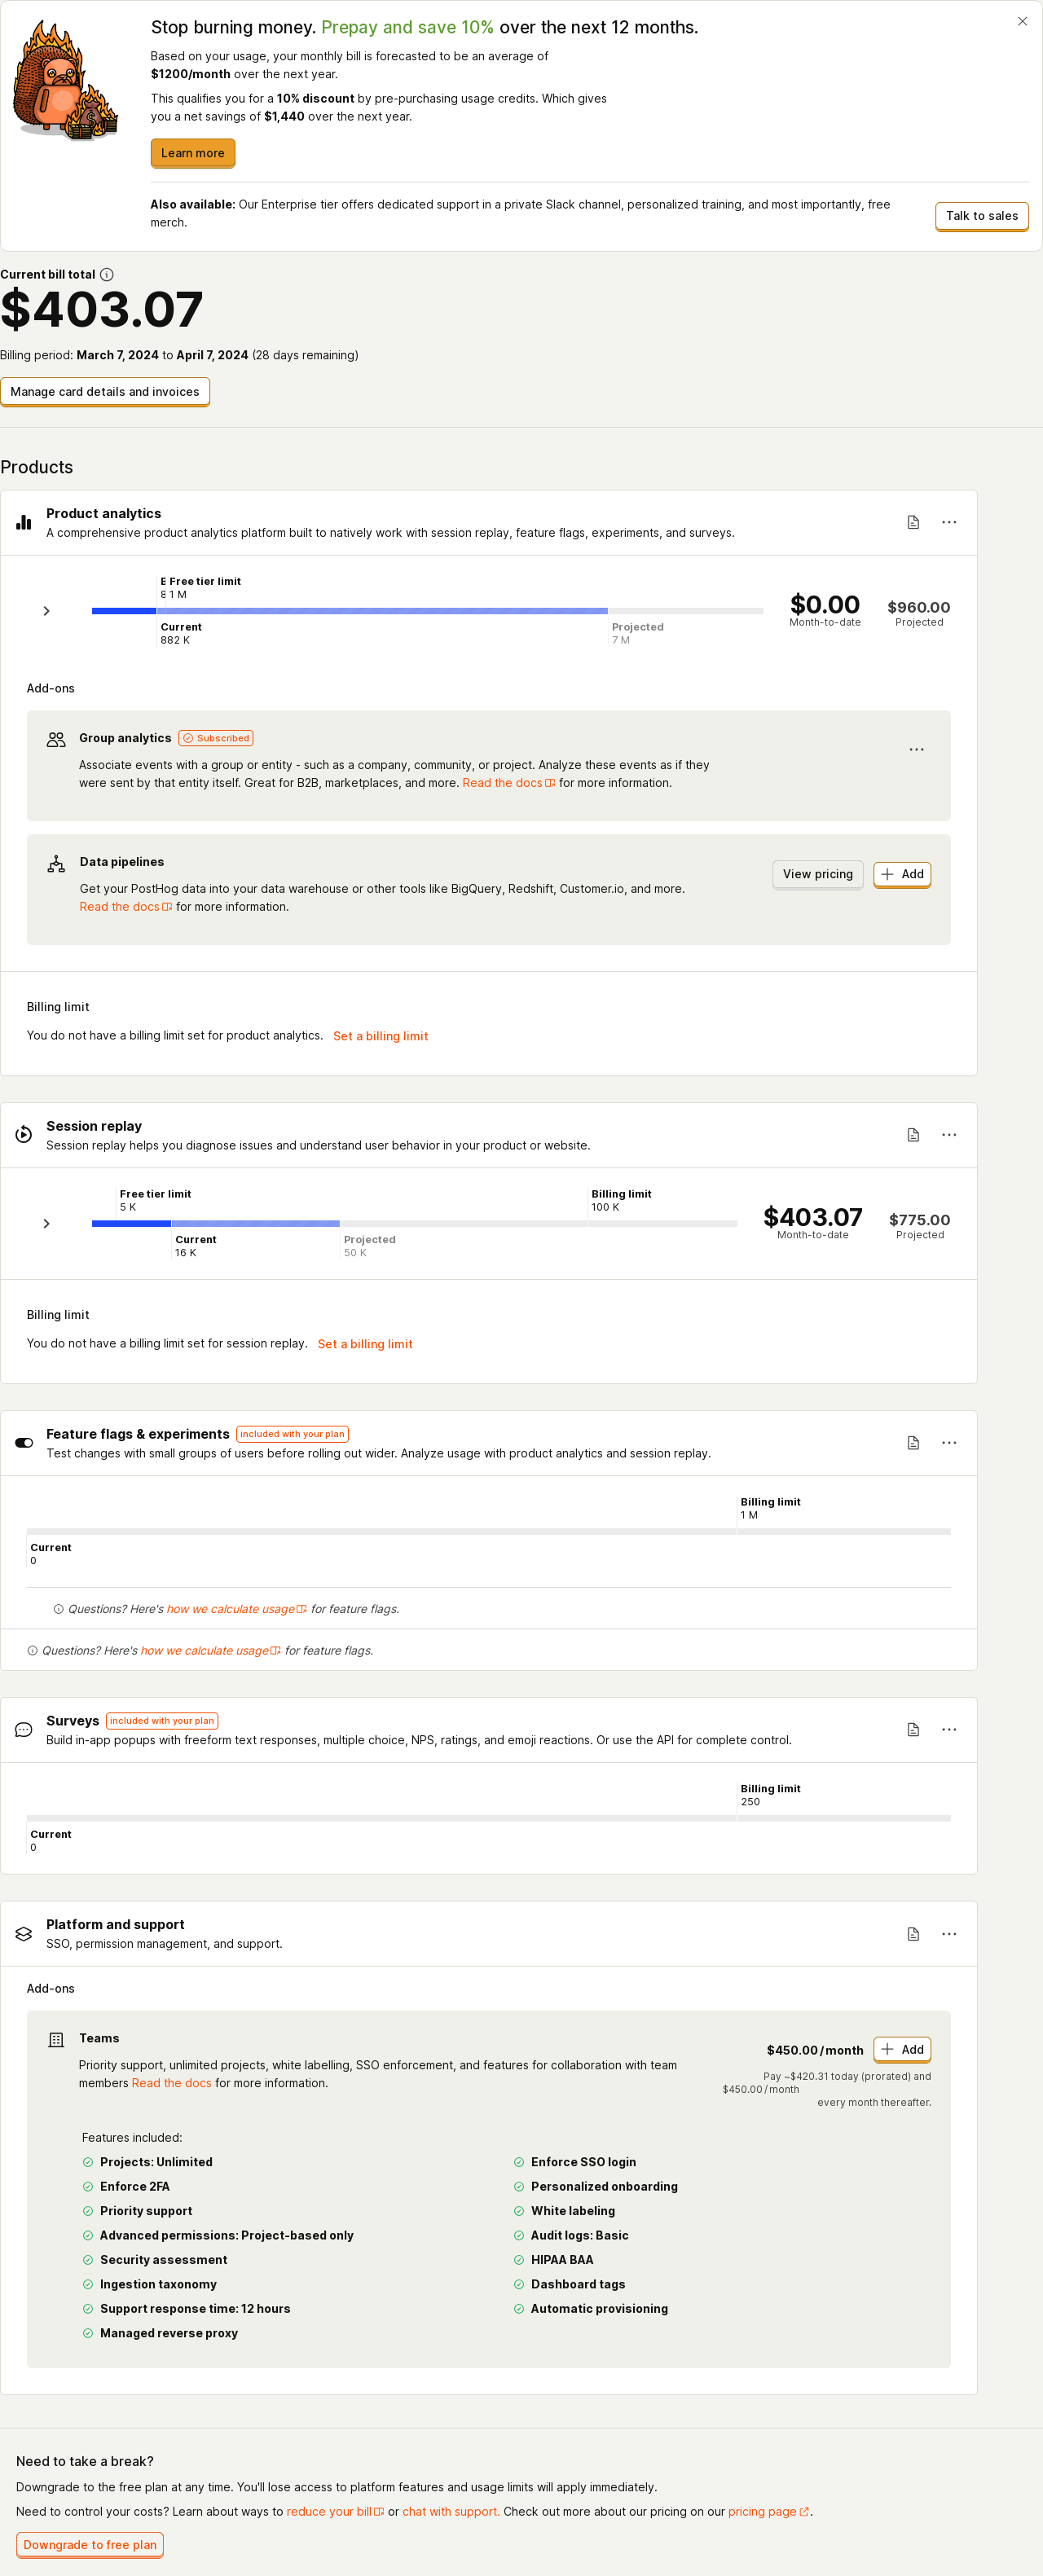 Stop burning money. Prepay and save 10% over the next 12 months.
Based on your usage, your monthly bill is forecasted to be an average of
$1200/month over the next year.
This qualifies you for a 10% discount by pre-purchasing usage credits. Which gives
you a net savings of $1,440 over the next year.
Learn more
Also available: Our Enterprise tier offers dedicated support in a private Slack channel, personalized training, and most importantly, free
merch.
Talk to sales
Current bill total
$403.07
Billing period: March 7, 2024 to April 7, 2024 (28 days remaining)
Manage card details and invoices
Products
Product analytics
A comprehensive product analytics platform built to natively work with session replay, feature flags, experiments, and surveys.
Free tier limit
1 M
Current
882 K
Projected
7 M
$0.00
Month-to-date
$960.00
Projected
Add-ons
Group analytics Subscribed
Associate events with a group or entity - such as a company, community, or project. Analyze these events as if they
were sent by that entity itself. Great for B2B, marketplaces, and more. Read the docs for more information.
Data pipelines
Get your PostHog data into your data warehouse or other tools like BigQuery, Redshift, Customer.io, and more.
Read the docs for more information.
View pricing
Add
Billing limit
You do not have a billing limit set for product analytics. Set a billing limit
Session replay
Session replay helps you diagnose issues and understand user behavior in your product or website.
Free tier limit
5 K
Billing limit
100 K
Current
16 K
Projected
50 K
$403.07
Month-to-date
$775.00
Projected
Billing limit
You do not have a billing limit set for session replay. Set a billing limit
Feature flags & experiments included with your plan
Test changes with small groups of users before rolling out wider. Analyze usage with product analytics and session replay.
Billing limit
1 M
Current
0
Questions? Here's how we calculate usage for feature flags.
Questions? Here's how we calculate usage for feature flags.
Surveys included with your plan
Build in-app popups with freeform text responses, multiple choice, NPS, ratings, and emoji reactions. Or use the API for complete control.
Billing limit
250
Current
0
Platform and support
SSO, permission management, and support.
Add-ons
Teams
Priority support, unlimited projects, white labelling, SSO enforcement, and features for collaboration with team
members Read the docs for more information.
$450.00/month
Add
Pay ~$420.31 today (prorated) and
$450.00/month
every month thereafter.
Features included:
Projects: Unlimited
Enforce SSO login
Enforce 2FA
Personalized onboarding
Priority support
White labeling
Advanced permissions: Project-based only
Audit logs: Basic
Security assessment
HIPAA BAA
Ingestion taxonomy
Dashboard tags
Support response time: 12 hours
Automatic provisioning
Managed reverse proxy
Need to take a break?
Downgrade to the free plan at any time. You'll lose access to platform features and usage limits will apply immediately.
Need to control your costs? Learn about ways to reduce your bill or chat with support. Check out more about our pricing on our pricing page.
Downgrade to free plan